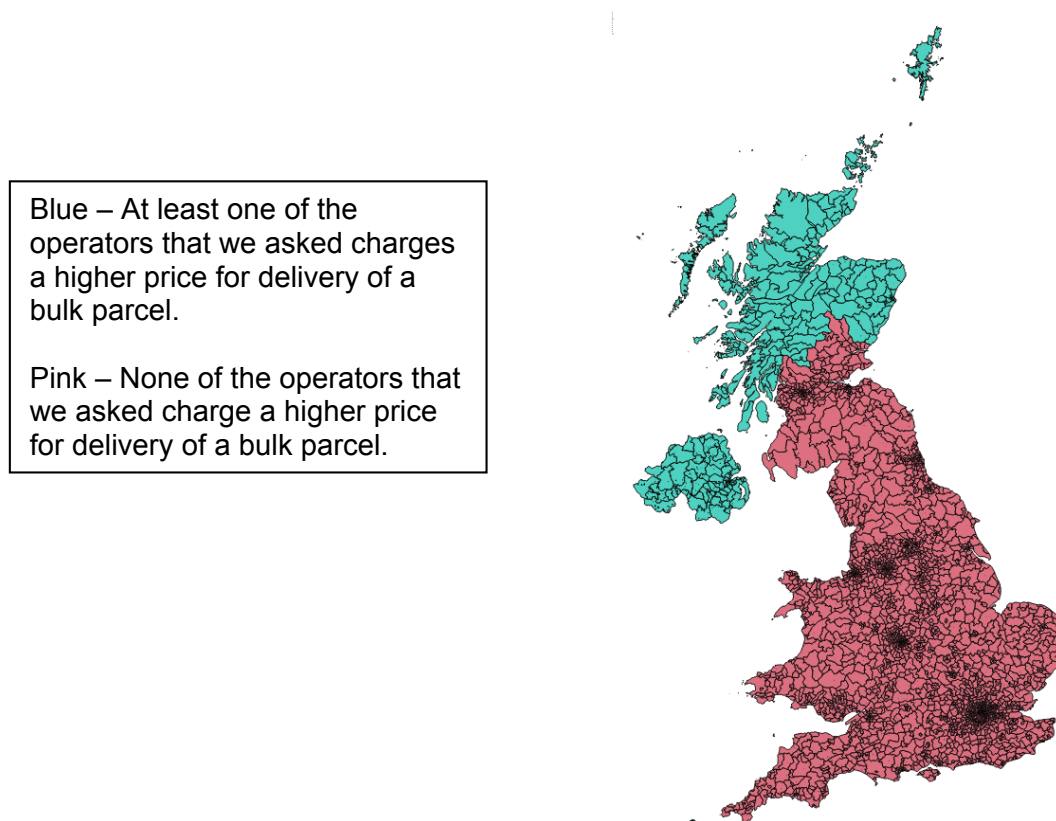 Blue – At least one of the
operators that we asked charges
a higher price for delivery of a
bulk parcel.
Pink – None of the operators that
we asked charge a higher price
for delivery of a bulk parcel.